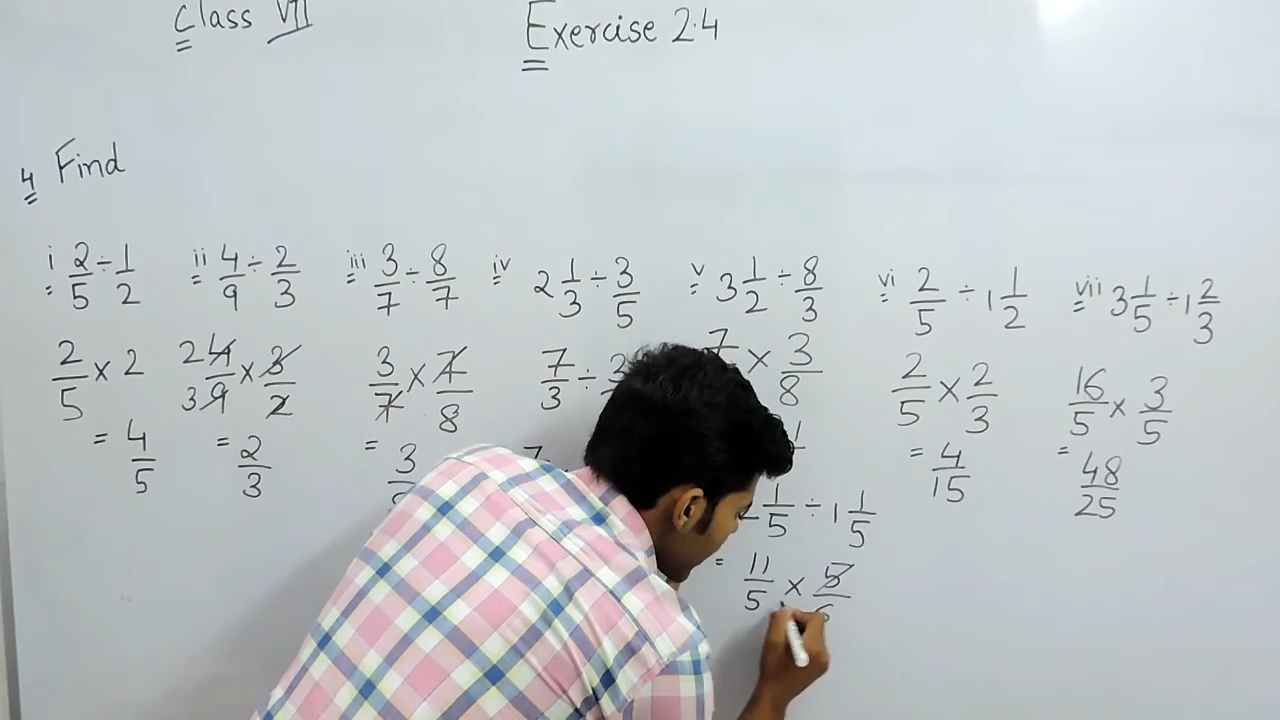 Class VII
Exercise 2.4
4 Find
i 2/5 ÷ 1/2
2/5 × 2
= 4/5
ii 4/9 ÷ 2/3
2 4/9 3 × 3/2
= 2/3
iii 3/7 ÷ 8/7
3/7 × 7/8
= 3
iv 2 1/3 ÷ 3/5
7/3 ÷
v 3 1/2 ÷ 8/3
7 × 3/8
1/5 ÷ 1 1/5
= 11/5 × 5
vi 2/5 ÷ 1 1/2
2/5 × 2/3
= 4/15
vii 3 1/5 ÷ 1 2/3
16/5 × 3/5
= 48/25